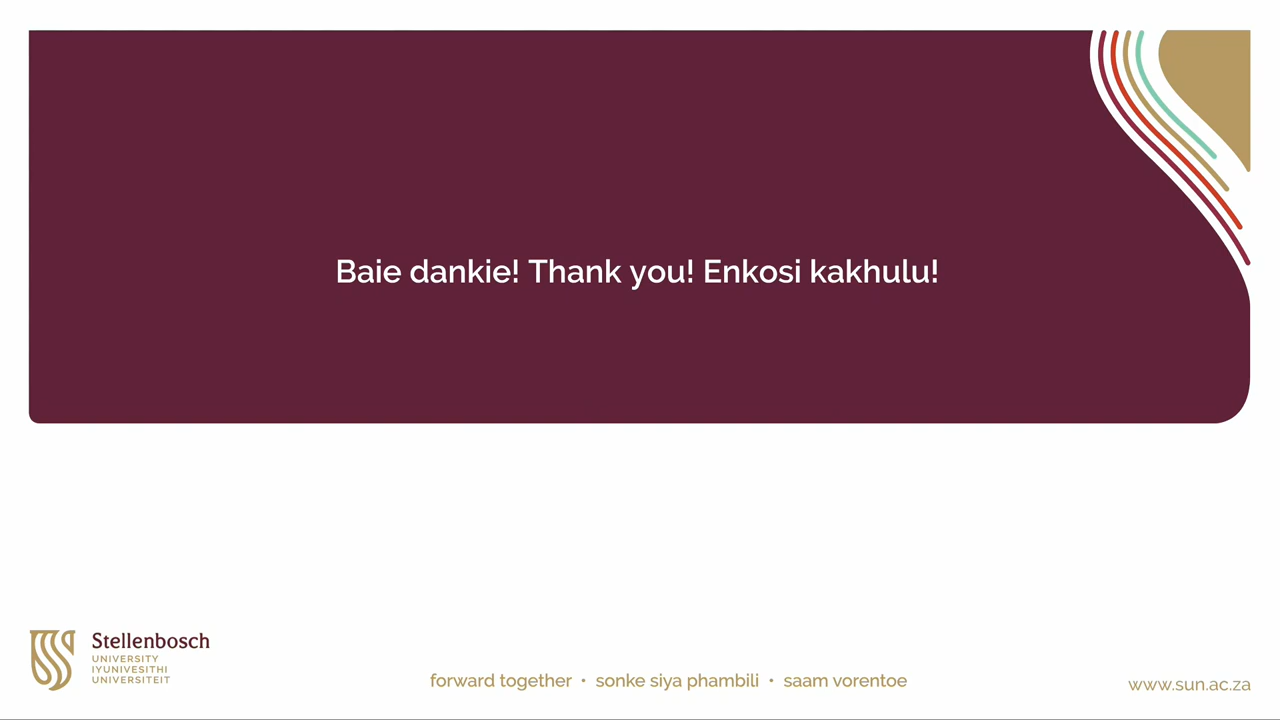 Baie dankie! Thank you! Enkosi kakhulu!
Stellenbosch
UNIVERSITY
IYUNIVESITHI
UNIVERSITEIT
forward together • sonke siya phambili • saam vorentoe
www.sun.ac.za